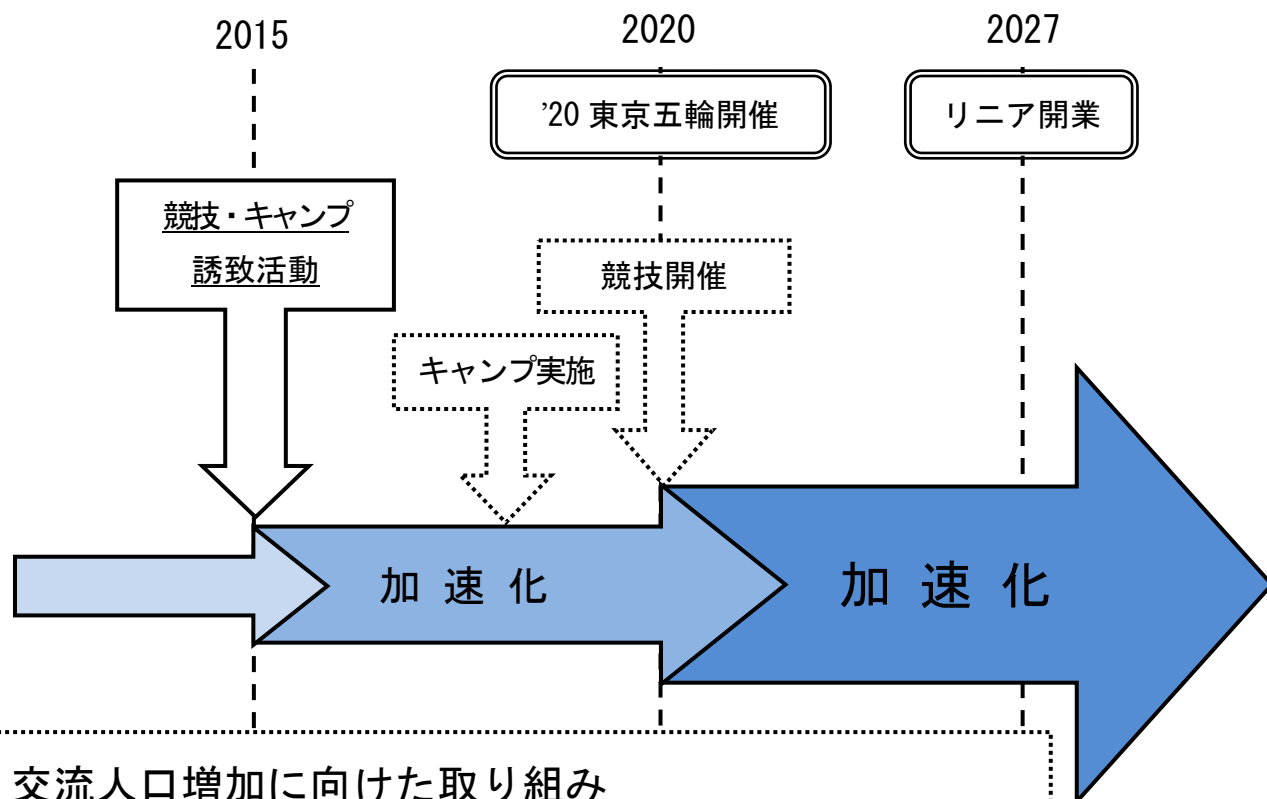 2015
2020
2027
’20 東京五輪開催
リニア開業
競技・キャンプ
誘致活動
競技開催
キャンプ実施
加 速 化
加 速 化
交流人口増加に向けた取り組み